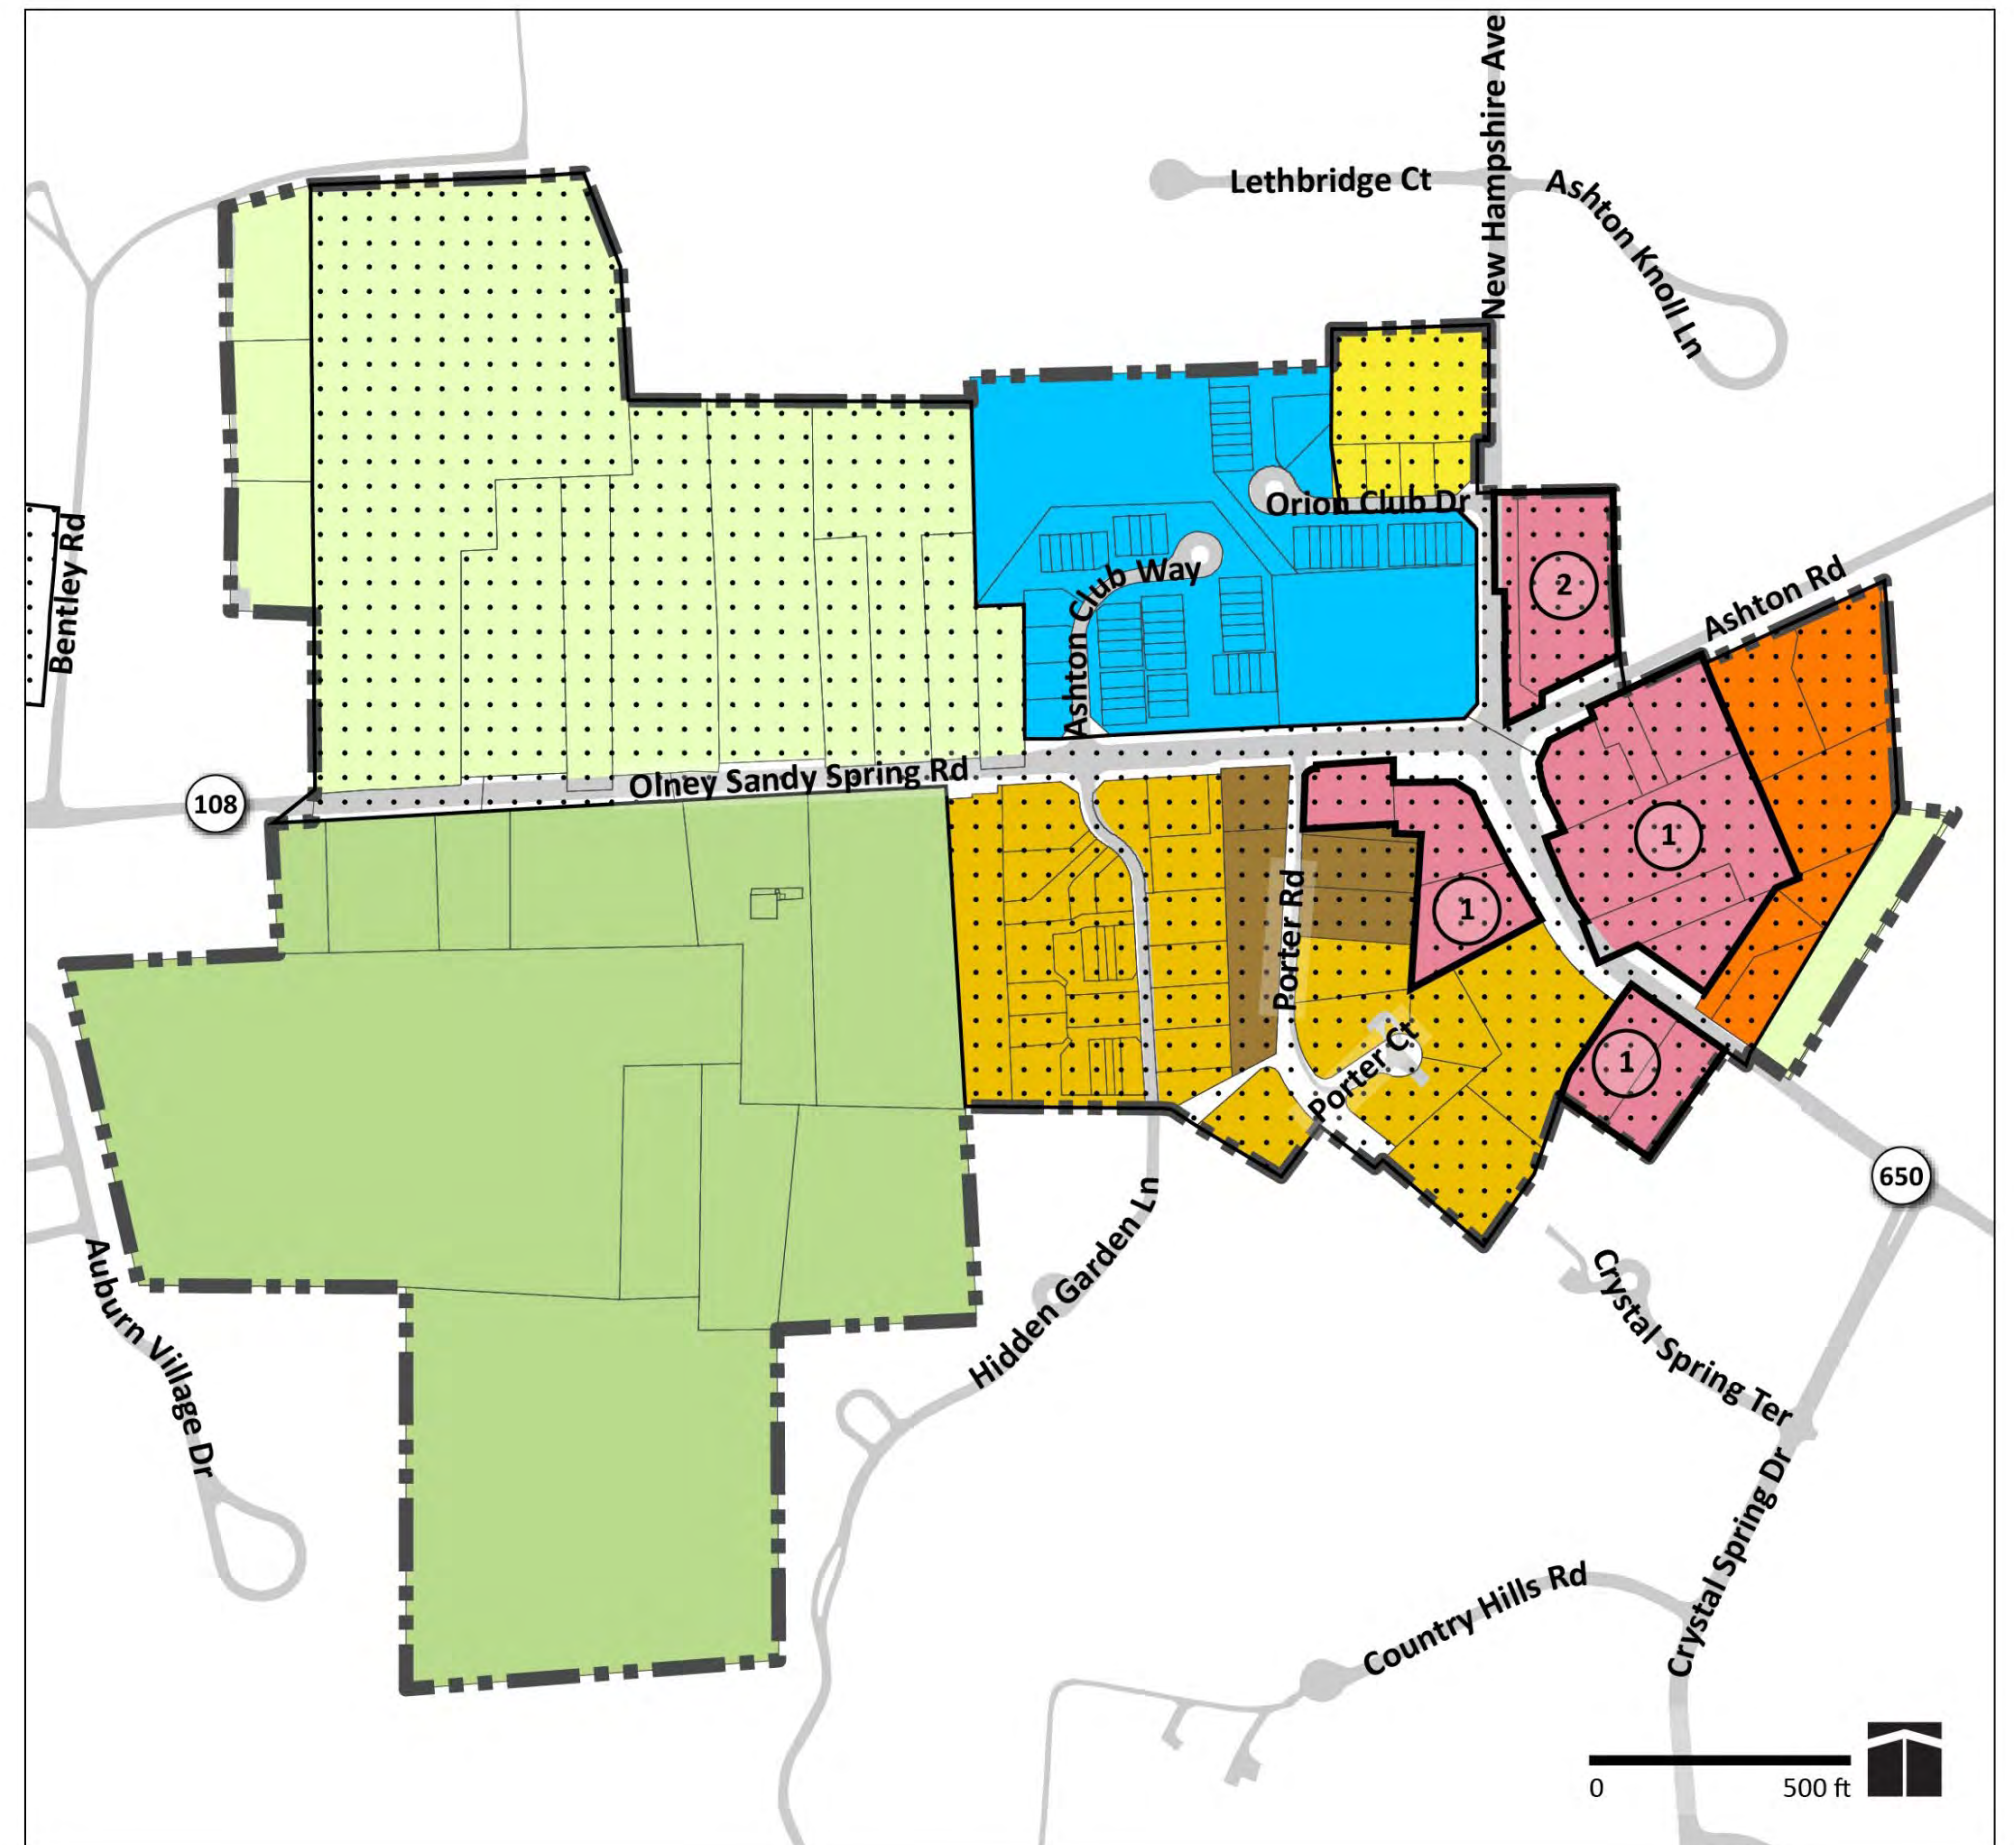 New Hampshire Ave
Lethbridge Ct
Ashton Knoll Ln
Orion Club Dr
Bentley Rd
2
Ashton Club Way
Ashton Rd
108
Olney Sandy Spring Rd
1
1
Porter Rd
1
Porter Ct
650
Hidden Garden Ln
Auburn Village Dr
Crystal Spring Ter
Crystal Spring Dr
Country Hills Rd
0 500 ft